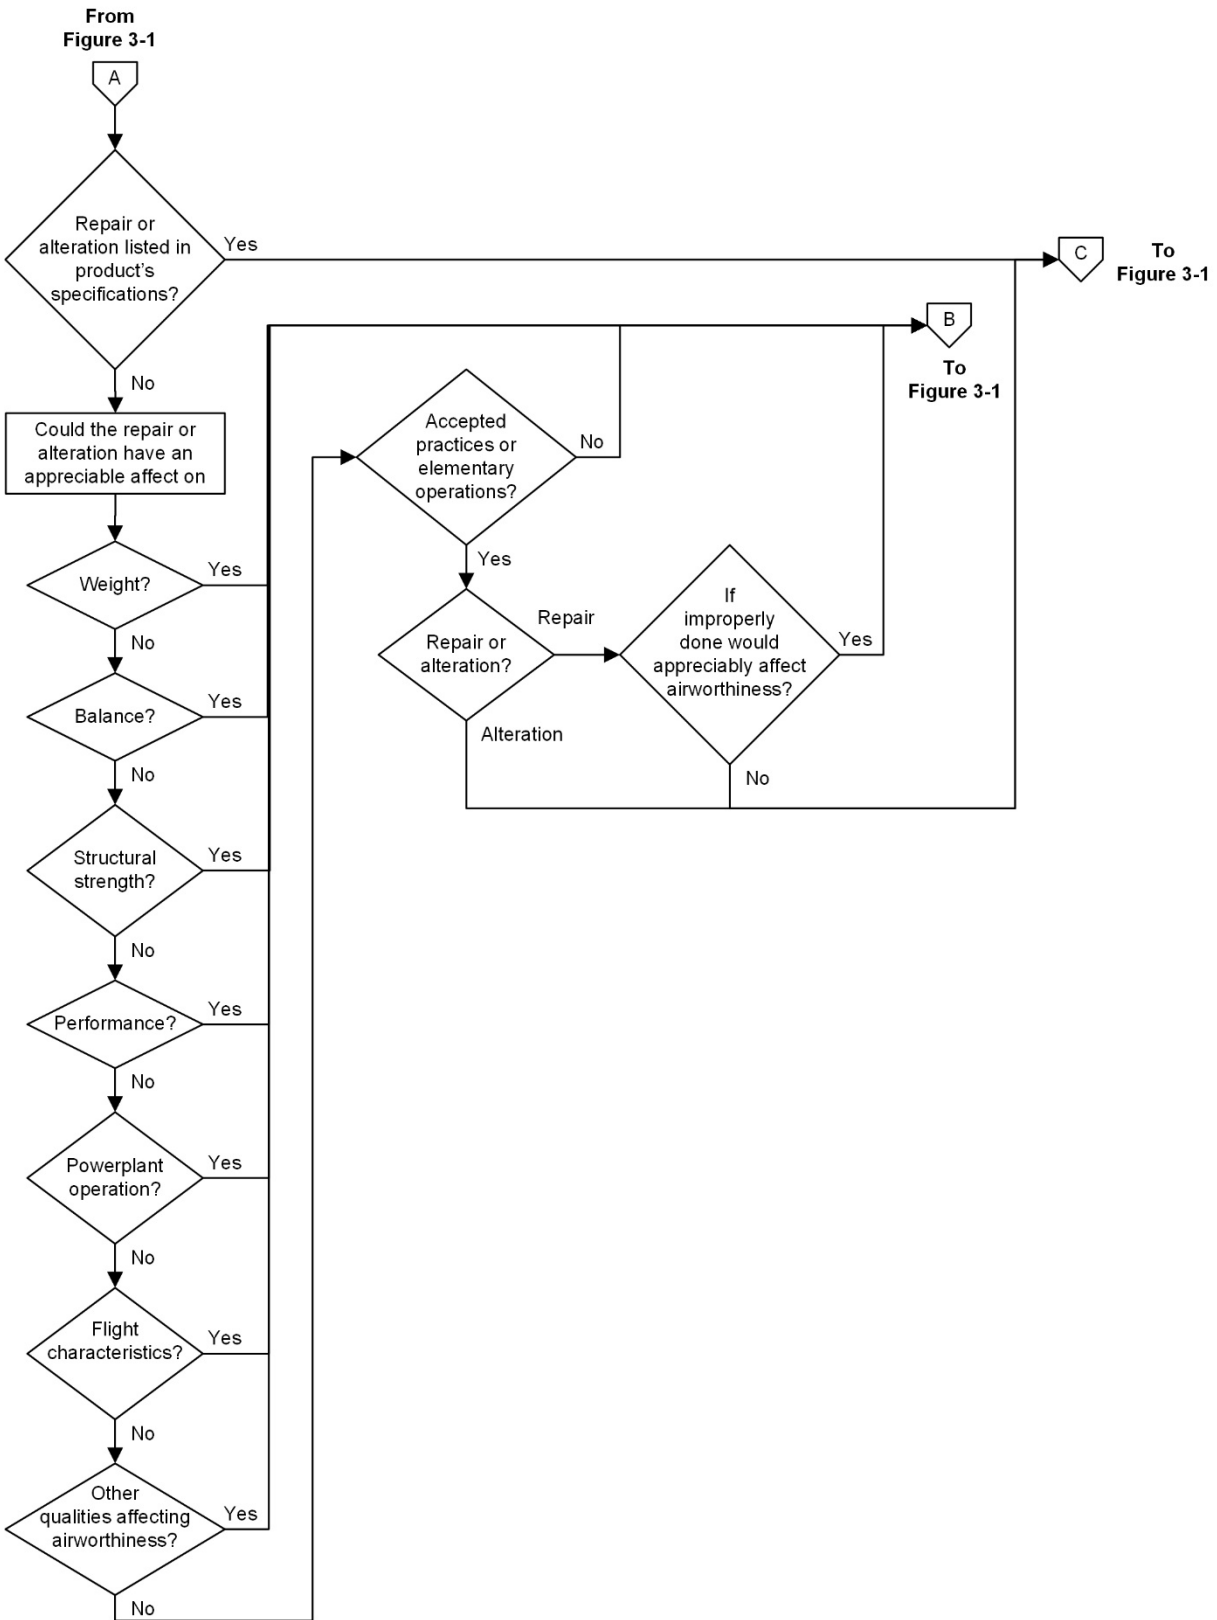 From
Figure 3-1
A
Repair or
alteration listed in
product's
specifications?
Yes
C
To
Figure 3-1
No
B
To
Figure 3-1
Could the repair or
alteration have an
appreciable affect on
Accepted
practices or
elementary
operations?
No
Yes
Weight?
Yes
No
Repair or
alteration?
Repair
Alteration
If
improperly
done would
appreciably affect
airworthiness?
Yes
No
Balance?
Yes
No
Structural
strength?
Yes
No
Performance?
Yes
No
Powerplant
operation?
Yes
No
Flight
characteristics?
Yes
No
Other
qualities affecting
airworthiness?
Yes
No